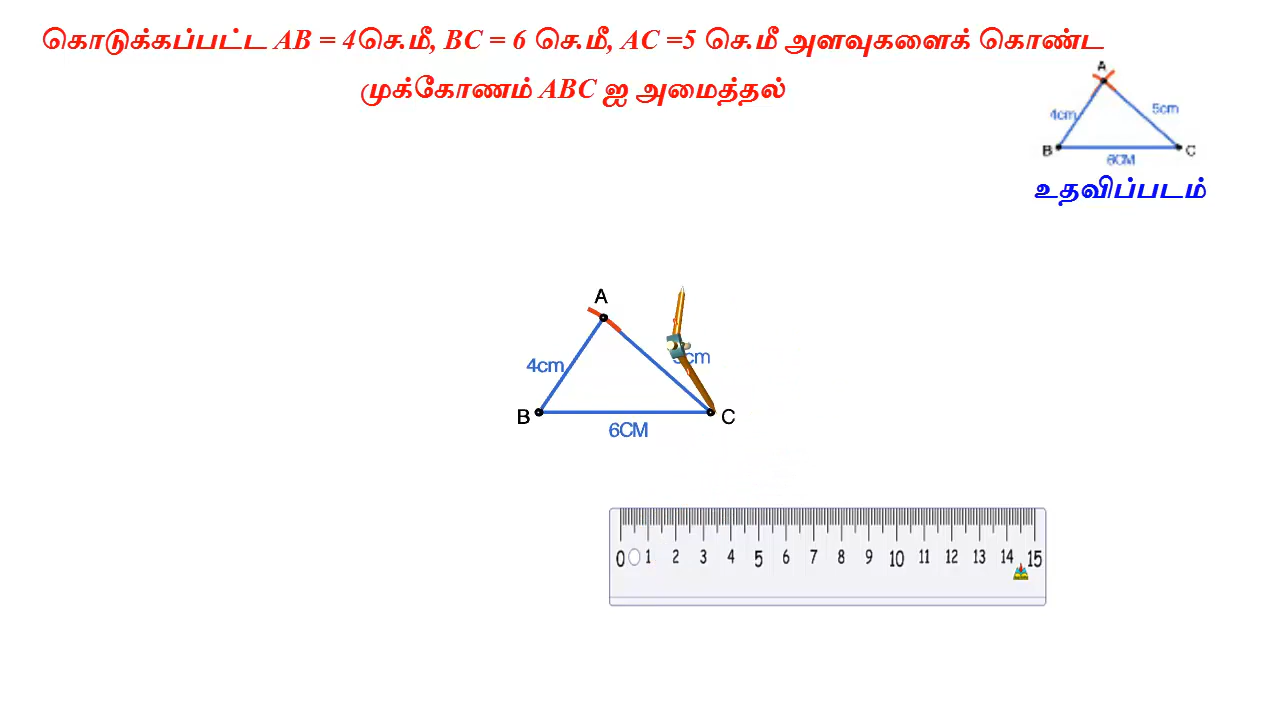 கொடுக்கப்பட்ட AB = 4செ.மீ, BC = 6 செ.மீ, AC =5 செ.மீ அளவுகளைக் கொண்ட
முக்கோணம் ABC ஐ அமைத்தல்
A
4cm
5cm
B
C
6CM
உதவிப்படம்
A
4cm
5cm
B
C
6CM
0 1 2 3 4 5 6 7 8 9 10 11 12 13 14 15